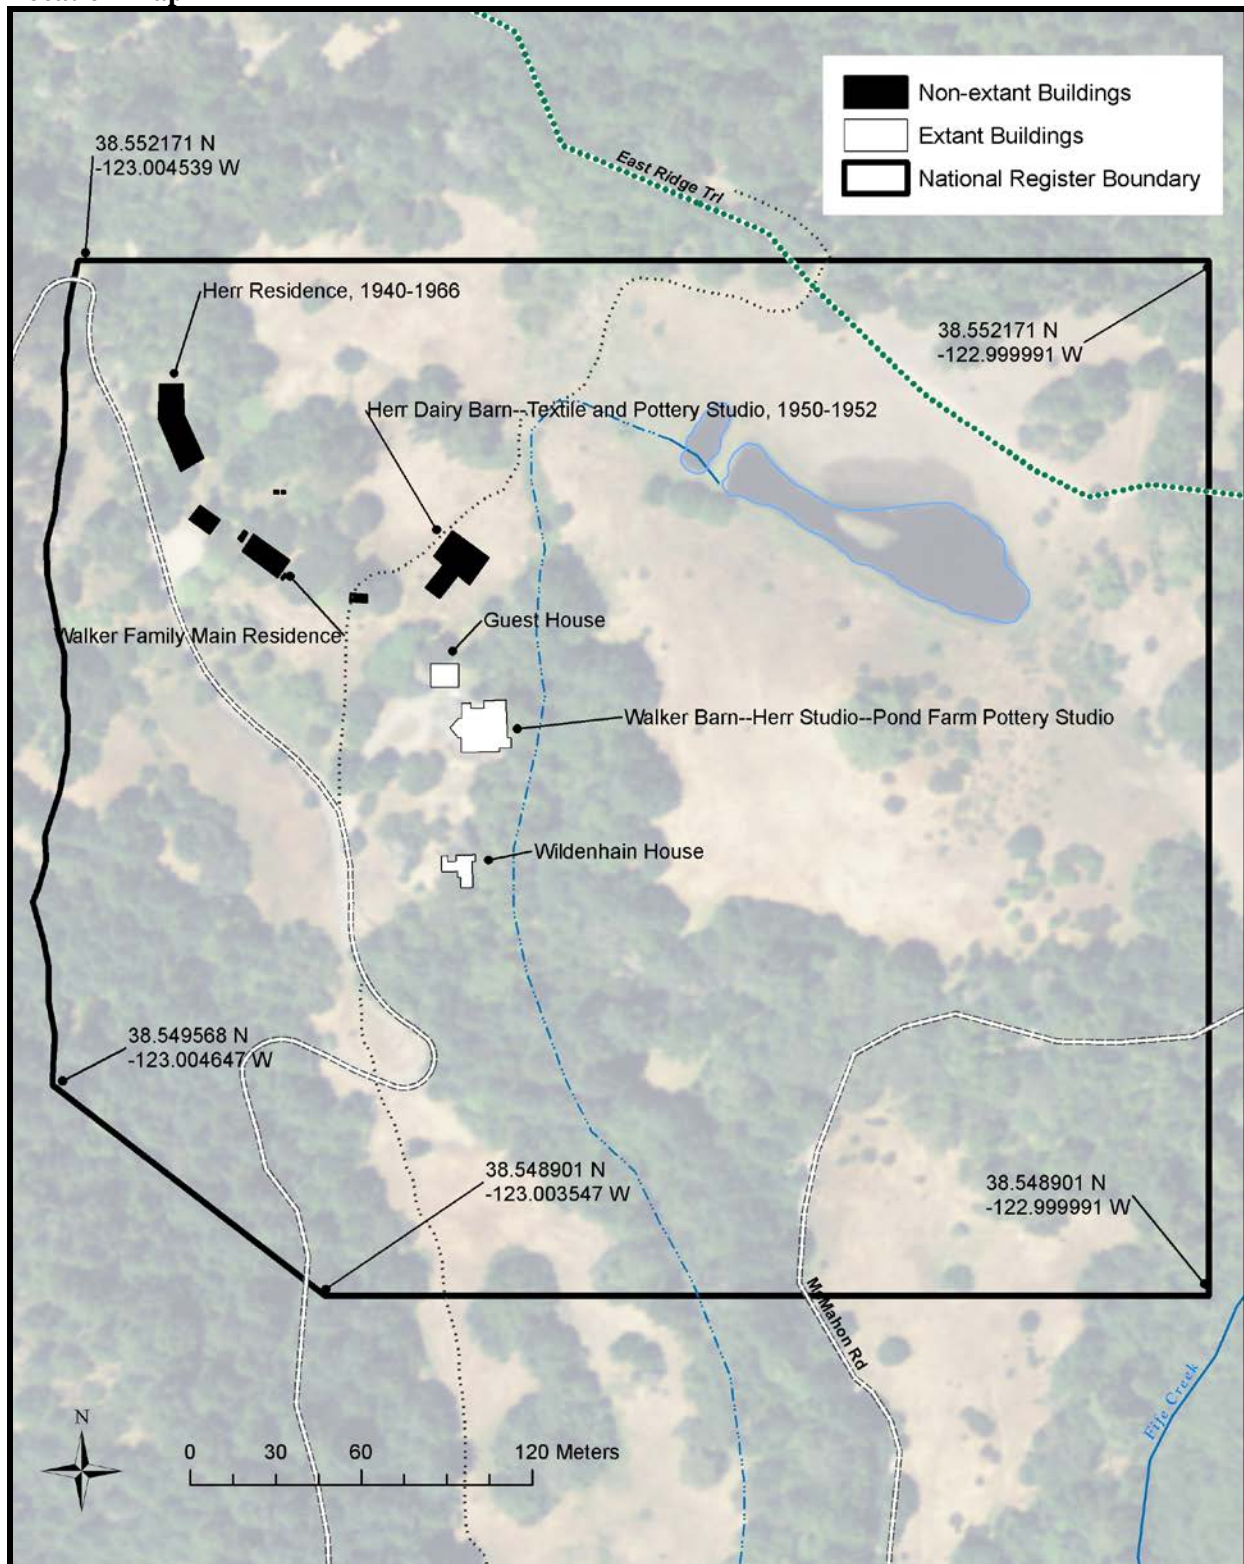 Non-extant Buildings
Extant Buildings
National Register Boundary
38.552171 N
-123.004539 W
East Ridge Trl
Herr Residence, 1940-1966
38.552171 N
-122.999991 W
Herr Dairy Barn--Textile and Pottery Studio, 1950-1952
Guest House
Walker Family Main Residence
Walker Barn--Herr Studio--Pond Farm Pottery Studio
Wildenhain House
38.549568 N
-123.004647 W
38.548901 N
-123.003547 W
38.548901 N
-122.999991 W
McMahon Rd
Fife Creek
N
0 30 60 120 Meters